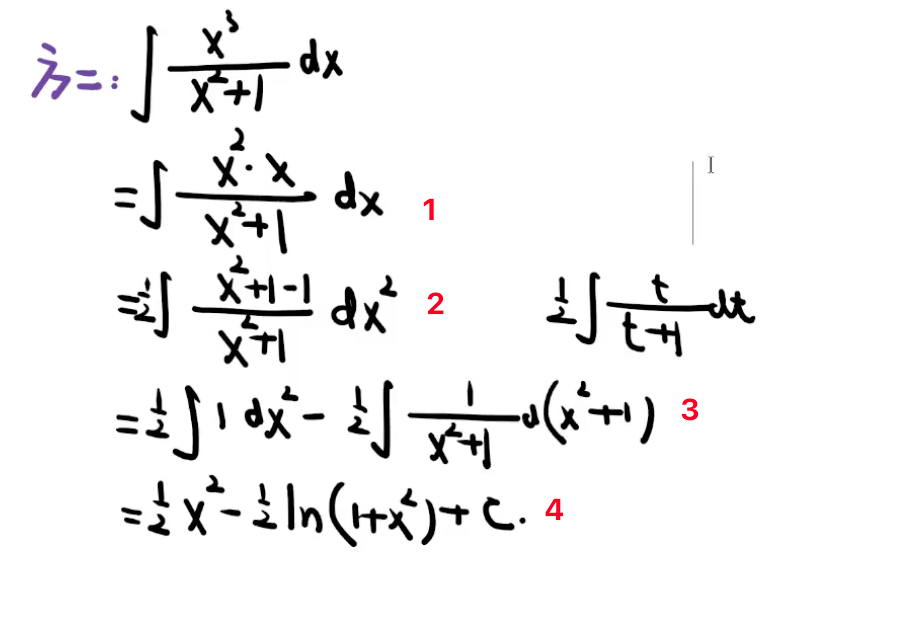 方二: ∫ x³/(x²+1) dx
= ∫ x²·x/(x²+1) dx 1
= ½ ∫ (x²+1-1)/(x²+1) dx² 2 ½ ∫ t/(t+1) dt
= ½ ∫ 1 dx² - ½ ∫ 1/(x²+1) d(x²+1) 3
= ½ x² - ½ ln(1+x²) + C. 4